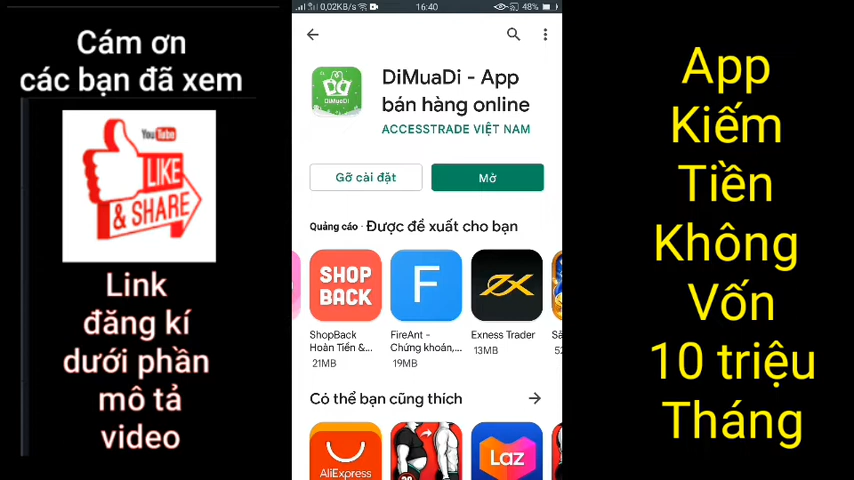 Cám ơn
các bạn đã xem
YouTube
LIKE
& SHARE
Link
đăng kí
dưới phần
mô tả
video
0,02KB/s
16:40
48%
DiMuaDi
DiMuaDi - App
bán hàng online
ACCESSTRADE VIỆT NAM
Gỡ cài đặt
Mở
Quảng cáo · Được đề xuất cho bạn
SHOP
BACK
F
ShopBack
Hoàn Tiền &...
21MB
FireAnt -
Chứng khoán,...
19MB
Exness Trader
13MB
Có thể bạn cũng thích
AliExpress
Laz
App
Kiếm
Tiền
Không
Vốn
10 triệu
Tháng